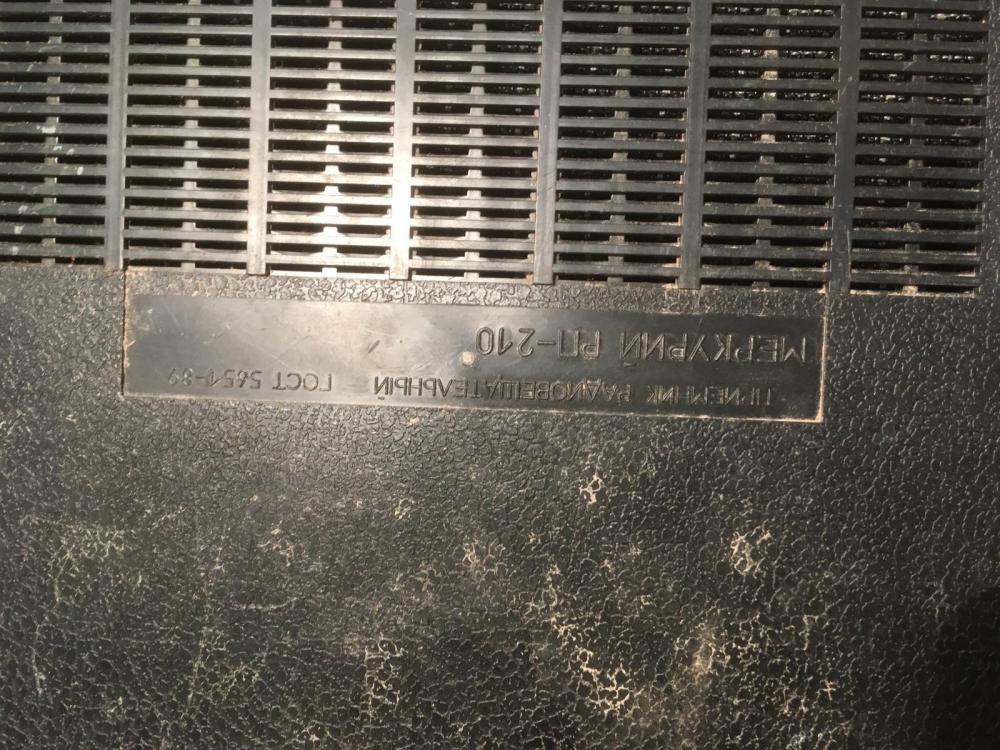 ПРИЕМНИК РАДИОВЕЩАТЕЛЬНЫЙ ГОСТ 5651-89
МЕРКУРИЙ РП-210